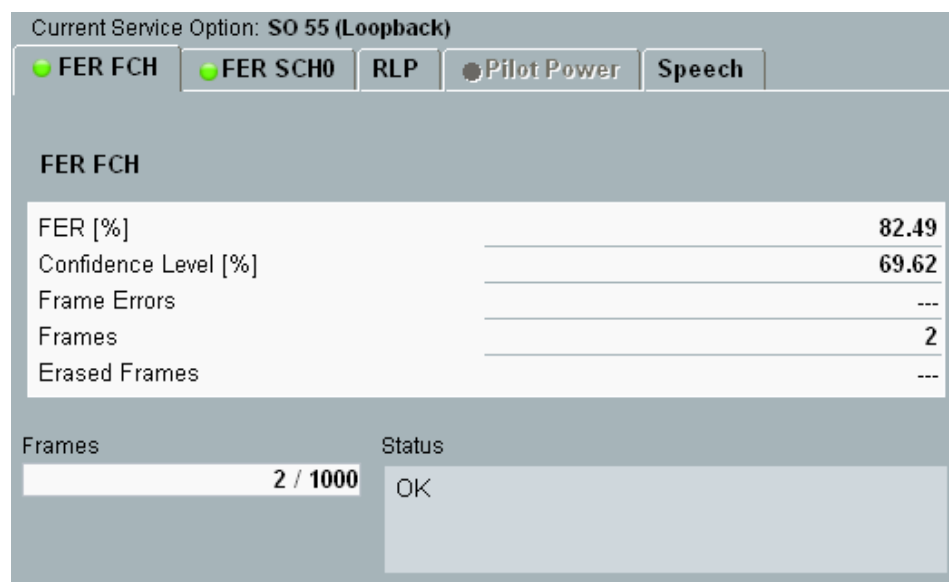 Current Service Option: SO 55 (Loopback)
FER FCH FER SCH0 RLP Pilot Power Speech
FER FCH
FER [%] 82.49
Confidence Level [%] 69.62
Frame Errors ---
Frames 2
Erased Frames ---
Frames Status
2 / 1000 OK